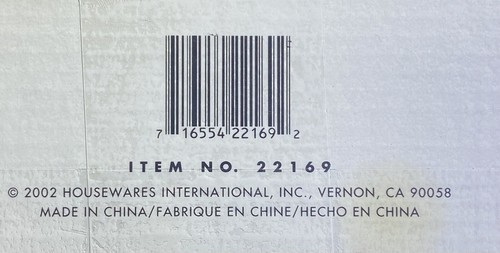 7 16554 22169 2
ITEM NO. 22169
© 2002 HOUSEWARES INTERNATIONAL, INC., VERNON, CA 90058
MADE IN CHINA/FABRIQUE EN CHINE/HECHO EN CHINA